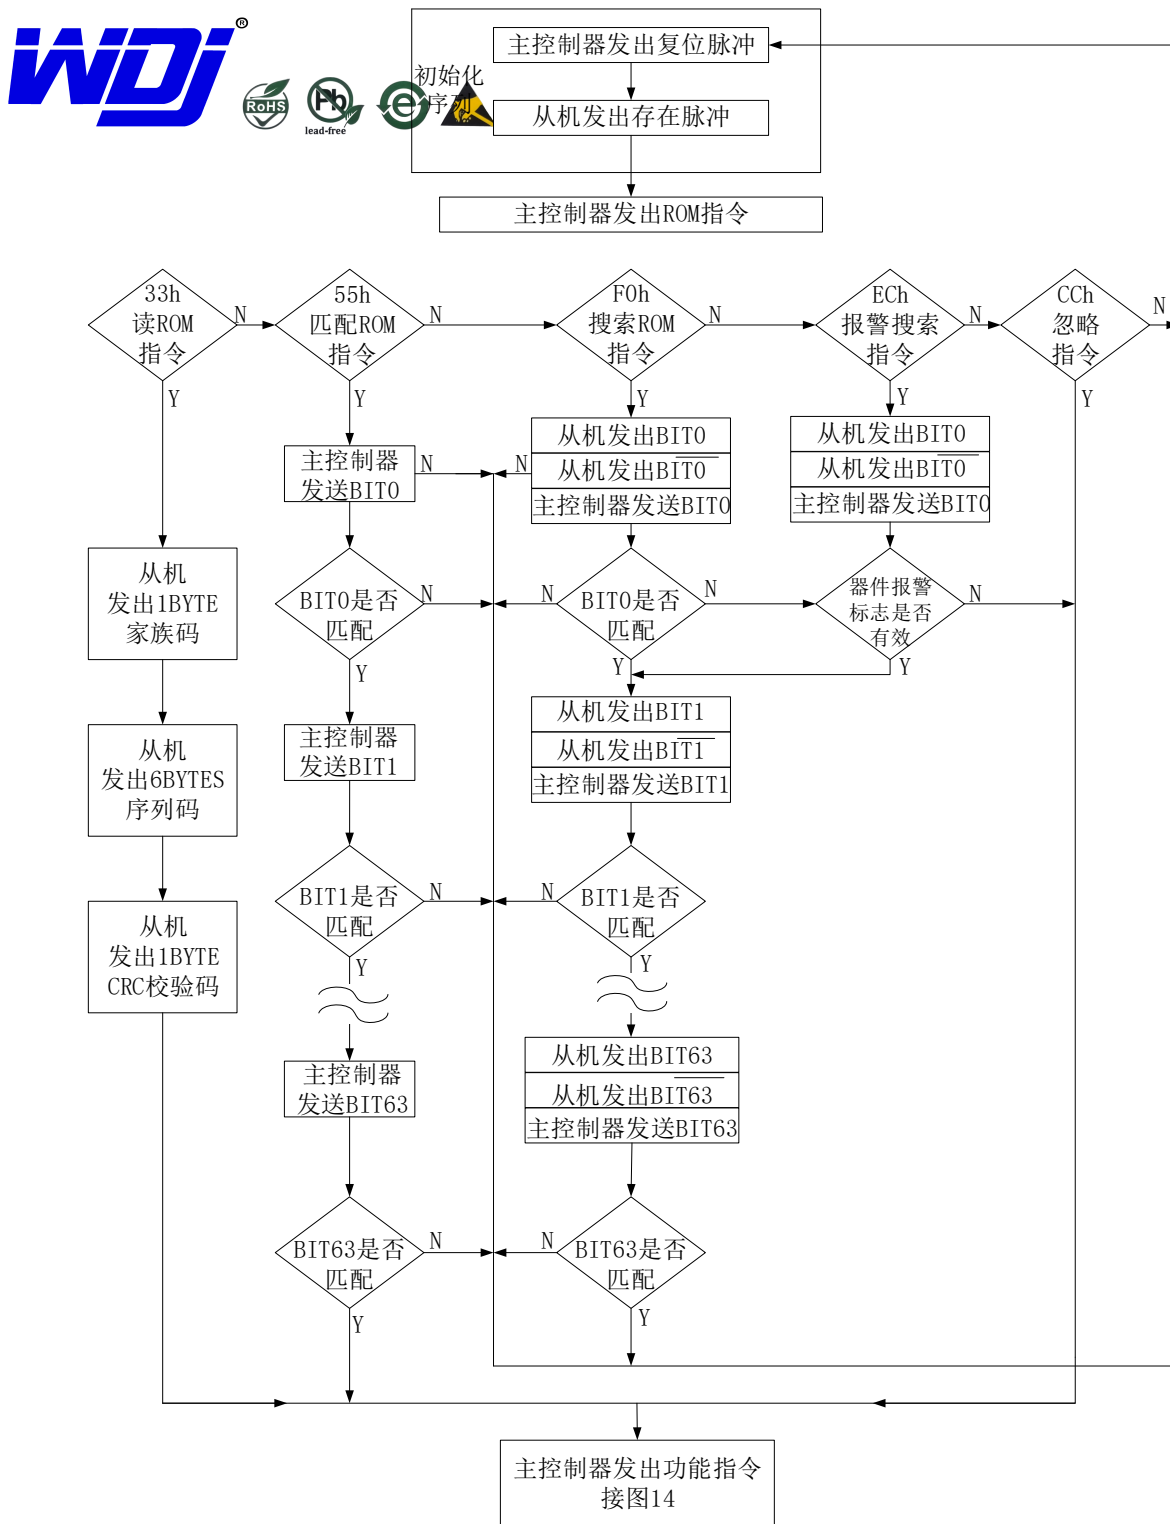 WDJ®
RoHS
Pb
lead-free
e
初始化
序列
主控制器发出复位脉冲
从机发出存在脉冲
主控制器发出ROM指令
33h
读ROM
指令
N
Y
55h
匹配ROM
指令
N
Y
F0h
搜索ROM
指令
N
Y
ECh
报警搜索
指令
N
Y
CCh
忽略
指令
N
Y
从机
发出1BYTE
家族码
从机
发出6BYTES
序列码
从机
发出1BYTE
CRC校验码
主控制器
发送BIT0
N
BIT0是否
匹配
N
Y
主控制器
发送BIT1
BIT1是否
匹配
N
Y
主控制器
发送BIT63
BIT63是否
匹配
N
Y
从机发出BIT0
从机发出B̅I̅T̅0̅
主控制器发送BIT0
N
BIT0是否
匹配
N
N
Y
从机发出BIT1
从机发出B̅I̅T̅1̅
主控制器发送BIT1
BIT1是否
匹配
N
Y
从机发出BIT63
从机发出B̅I̅T̅6̅3̅
主控制器发送BIT63
BIT63是否
匹配
N
Y
从机发出BIT0
从机发出B̅I̅T̅0̅
主控制器发送BIT0
器件报警
标志是否
有效
N
Y
主控制器发出功能指令
接图14